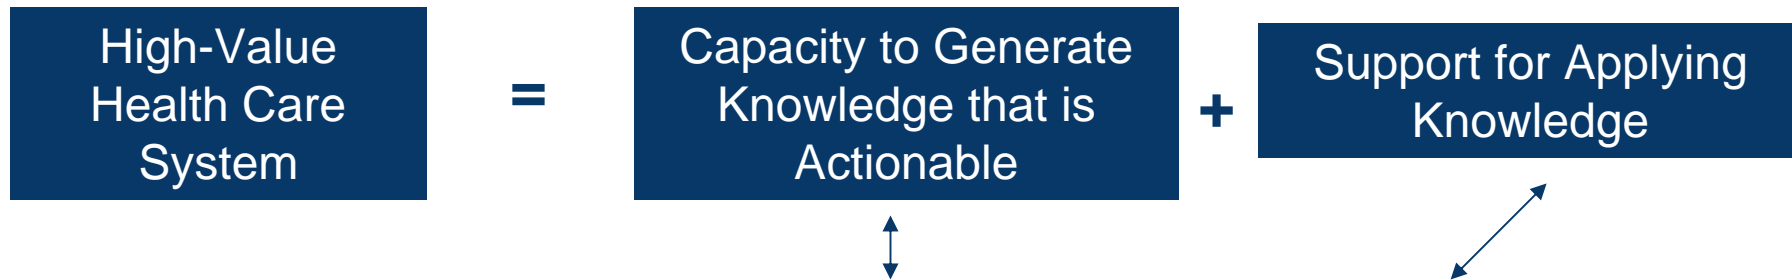 High-Value
Health Care
System
=
Capacity to Generate
Knowledge that is
Actionable
+
Support for Applying
Knowledge